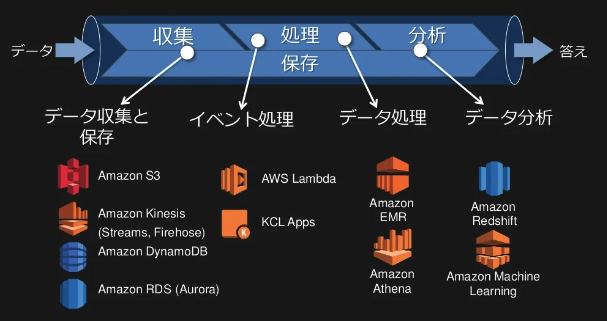 データ
収集
処理
分析
答え
保存
データ収集と
保存
イベント処理
データ処理
データ分析
Amazon S3
Amazon Kinesis
(Streams, Firehose)
Amazon DynamoDB
Amazon RDS (Aurora)
AWS Lambda
KCL Apps
K
Amazon
EMR
Amazon
Athena
Amazon
Redshift
Amazon Machine
Learning